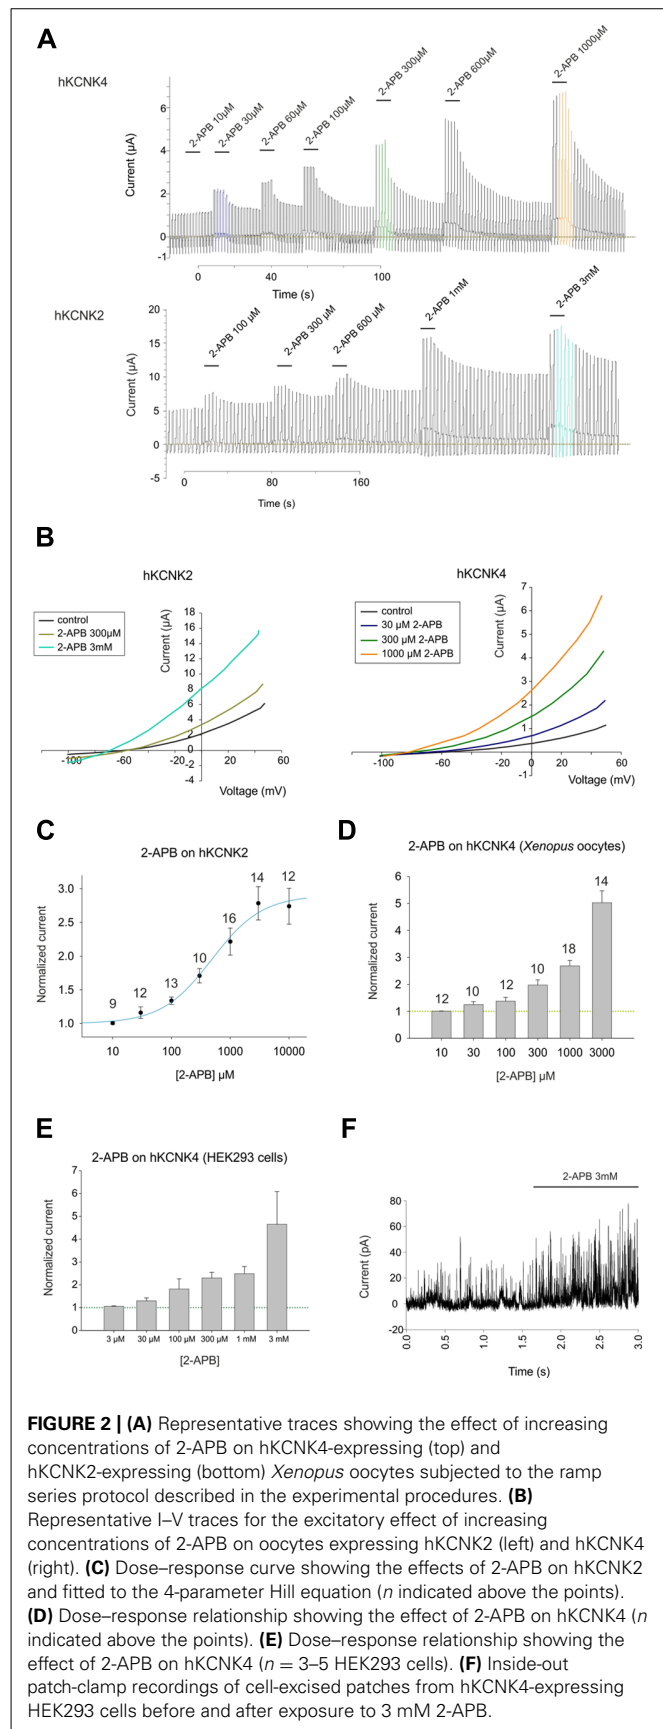 A
hKCNK4
2-APB 10µM
2-APB 30µM
2-APB 60µM
2-APB 100µM
2-APB 300µM
2-APB 600µM
2-APB 1000µM
Current (µA)
6
4
2
0
-1
0 40 100
Time (s)
hKCNK2
2-APB 100 µM
2-APB 300 µM
2-APB 600 µM
2-APB 1mM
2-APB 3mM
Current (µA)
20
15
10
5
0
-5
0 80 160
Time (s)
B
hKCNK2
control
2-APB 300µM
2-APB 3mM
Current (µA)
18
16
14
12
10
8
6
4
2
-2
-4
-100 -60 -20 20 60
Voltage (mV)
hKCNK4
control
30 µM 2-APB
300 µM 2-APB
1000 µM 2-APB
Current (µA)
7
6
5
4
3
2
1
-1
-100 -60 -20 0 20 60
Voltage (mV)
C
2-APB on hKCNK2
Normalized current
3.0
2.5
2.0
1.5
1.0
9 12 13 10 16 14 12
10 100 1000 10000
[2-APB] µM
D
2-APB on hKCNK4 (Xenopus oocytes)
Normalized current
6
5
4
3
2
1
0
12 10 12 10 18 14
10 30 100 300 1000 3000
[2-APB] µM
E
2-APB on hKCNK4 (HEK293 cells)
Normalized current
7
6
5
4
3
2
1
0
3 µM 30 µM 100 µM 300 µM 1 mM 3 mM
[2-APB]
F
2-APB 3mM
Current (pA)
80
60
40
20
0
-20
0.0 0.5 1.0 1.5 2.0 2.5 3.0
Time (s)
FIGURE 2 | (A) Representative traces showing the effect of increasing
concentrations of 2-APB on hKCNK4-expressing (top) and
hKCNK2-expressing (bottom) Xenopus oocytes subjected to the ramp
series protocol described in the experimental procedures. (B)
Representative I–V traces for the excitatory effect of increasing
concentrations of 2-APB on oocytes expressing hKCNK2 (left) and hKCNK4
(right). (C) Dose–response curve showing the effects of 2-APB on hKCNK2
and fitted to the 4-parameter Hill equation (n indicated above the points).
(D) Dose–response relationship showing the effect of 2-APB on hKCNK4 (n
indicated above the points). (E) Dose–response relationship showing the
effect of 2-APB on hKCNK4 (n = 3–5 HEK293 cells). (F) Inside-out
patch-clamp recordings of cell-excised patches from hKCNK4-expressing
HEK293 cells before and after exposure to 3 mM 2-APB.